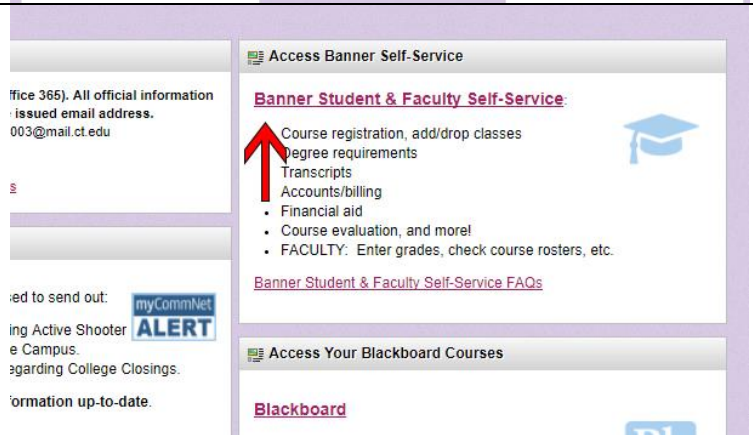 ffice 365). All official information
issued email address.
003@mail.ct.edu
s
sed to send out:
ing Active Shooter
e Campus.
egarding College Closings.
formation up-to-date.
myCommNet
ALERT
Access Banner Self-Service
Banner Student & Faculty Self-Service:
Course registration, add/drop classes
Degree requirements
Transcripts
Accounts/billing
• Financial aid
• Course evaluation, and more!
• FACULTY: Enter grades, check course rosters, etc.
Banner Student & Faculty Self-Service FAQs
Access Your Blackboard Courses
Blackboard